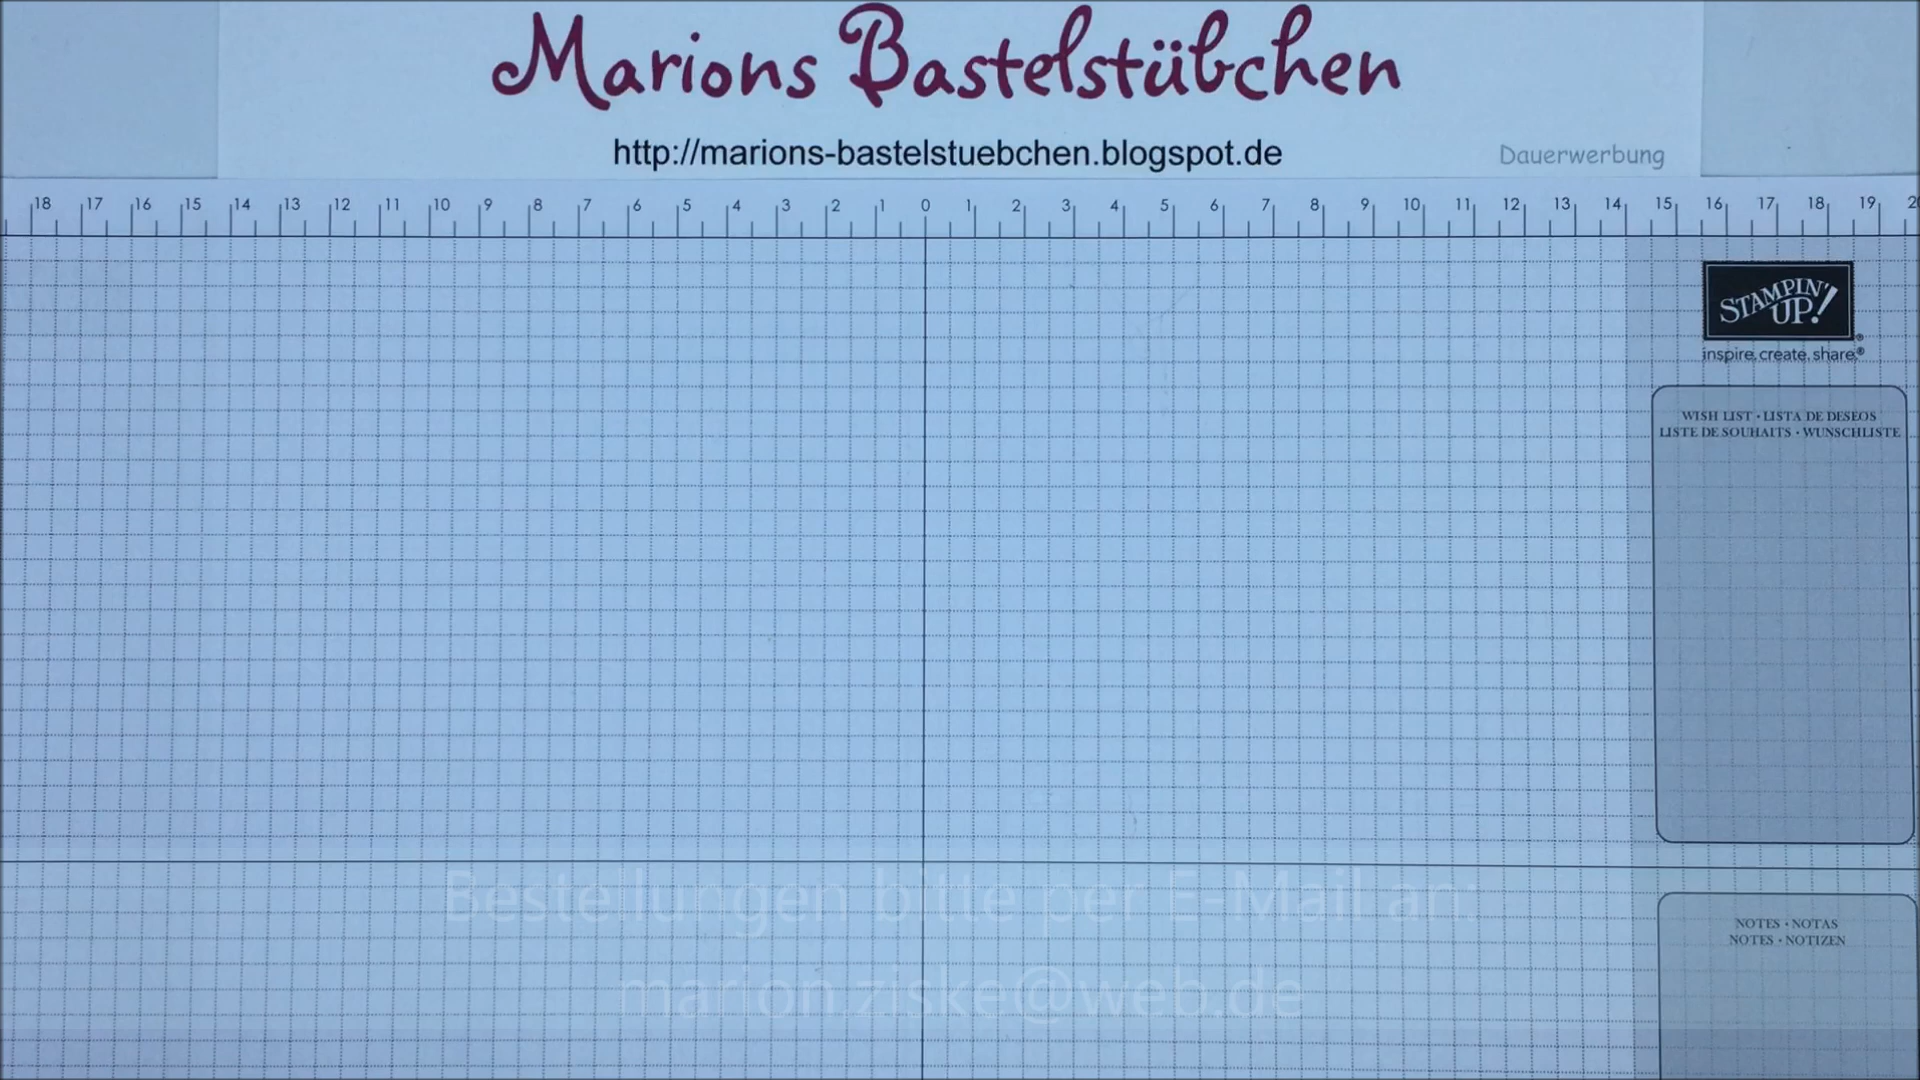 Marions Bastelstübchen
http://marions-bastelstuebchen.blogspot.de
Dauerwerbung
18 17 16 15 14 13 12 11 10 9 8 7 6 5 4 3 2 1 0 1 2 3 4 5 6 7 8 9 10 11 12 13 14 15 16 17 18 19 20
STAMPIN' UP!®
inspire.create.share®
WISH LIST • LISTA DE DESEOS
LISTE DE SOUHAITS • WUNSCHLISTE
Bestellungen bitte per E-Mail an:
marion.ziske@web.de
NOTES • NOTAS
NOTES • NOTIZEN